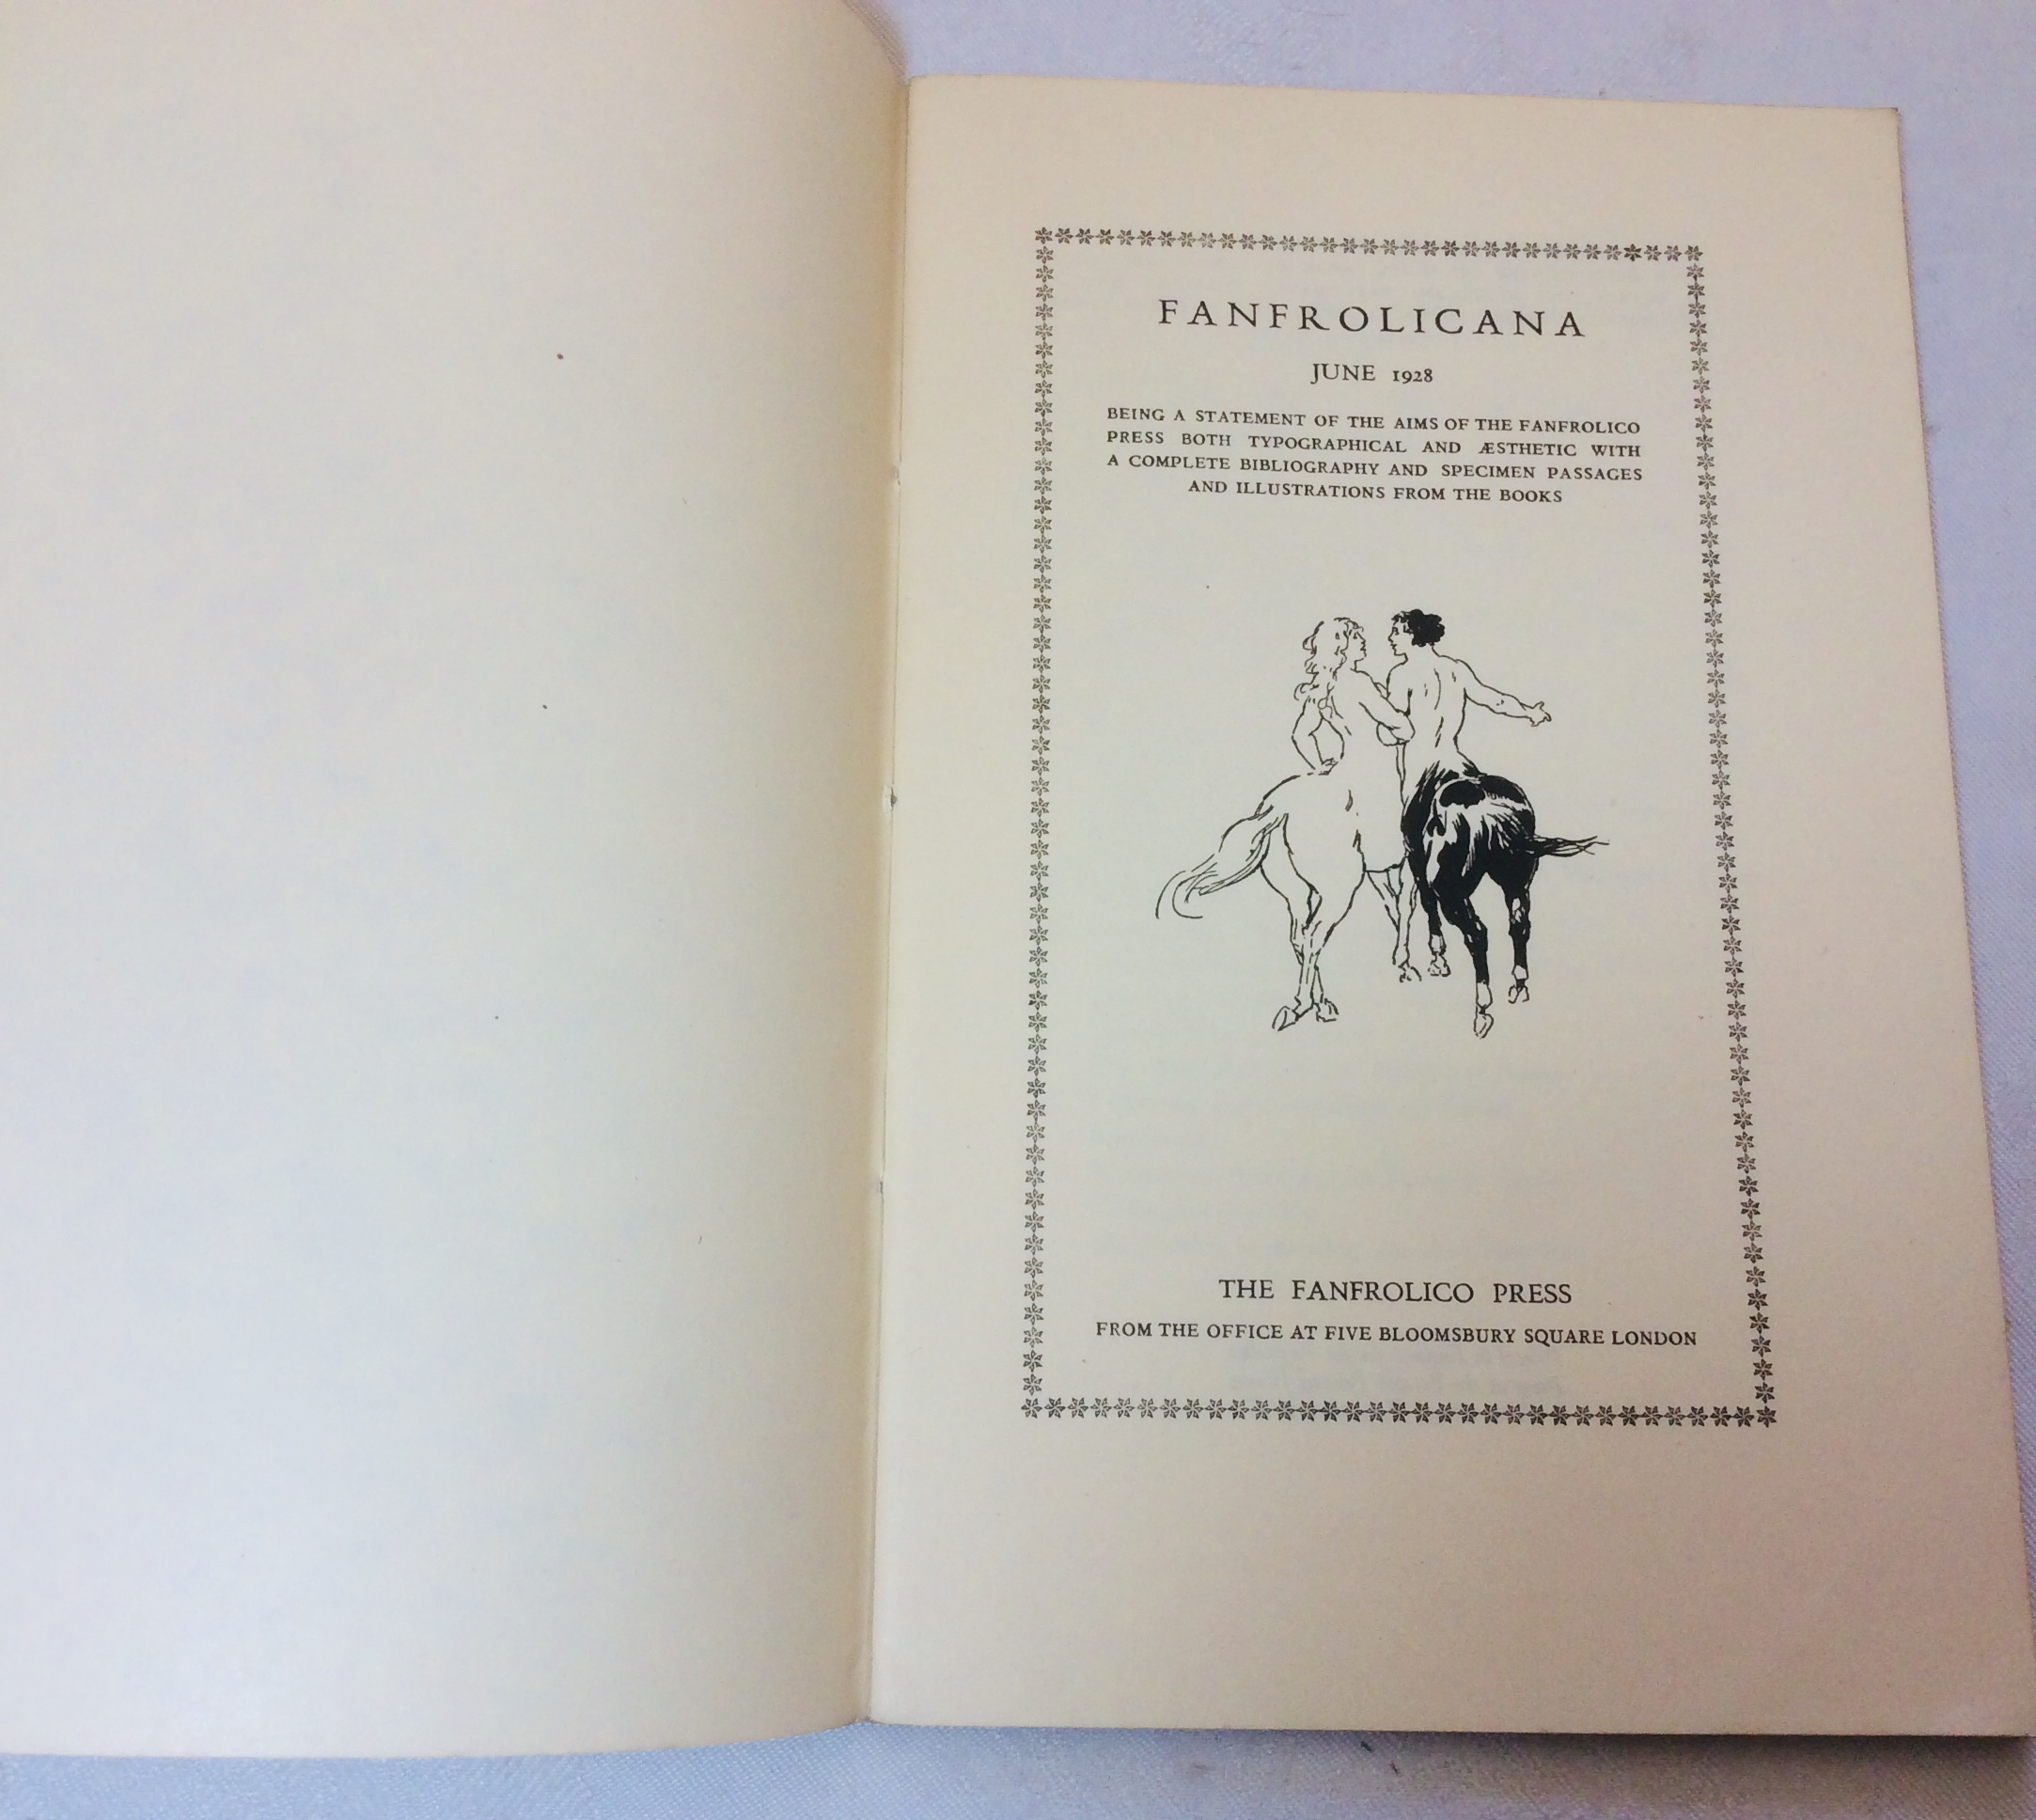 FANFROLICANA
JUNE 1928
BEING A STATEMENT OF THE AIMS OF THE FANFROLICO
PRESS BOTH TYPOGRAPHICAL AND ÆSTHETIC WITH
A COMPLETE BIBLIOGRAPHY AND SPECIMEN PASSAGES
AND ILLUSTRATIONS FROM THE BOOKS
THE FANFROLICO PRESS
FROM THE OFFICE AT FIVE BLOOMSBURY SQUARE LONDON